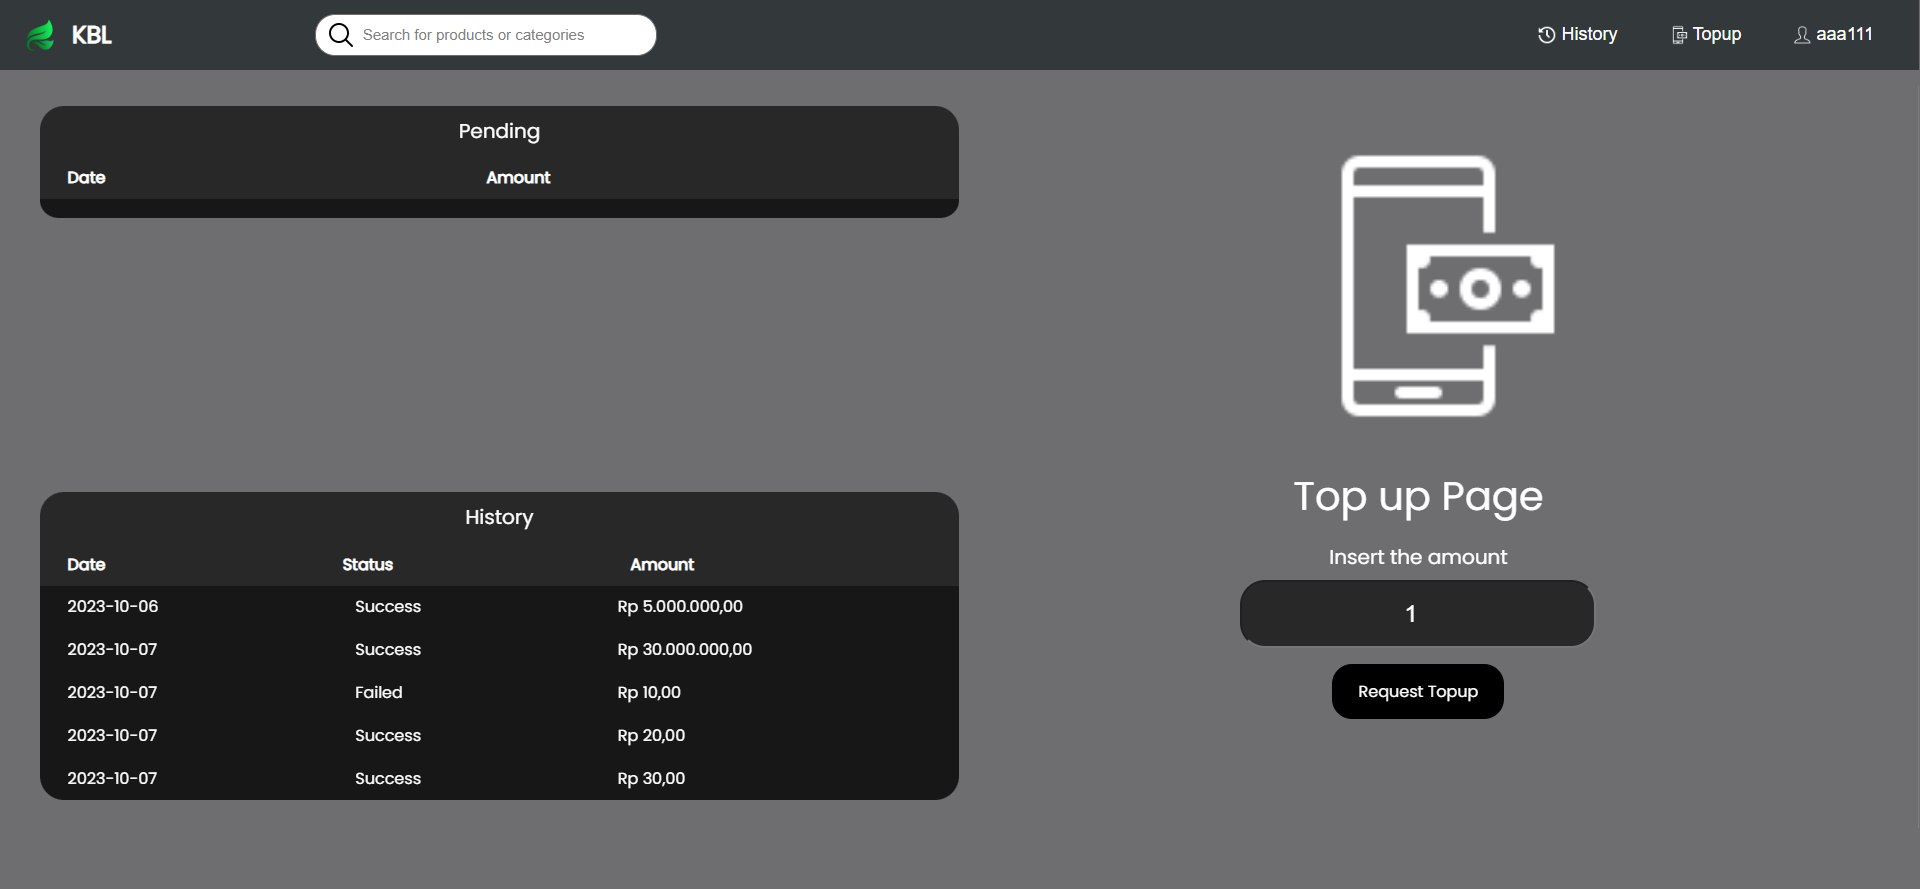 KBL
Search for products or categories
History
Topup
aaa111
Pending
Date Amount
History
Date Status Amount
2023-10-06 Success Rp 5.000.000,00
2023-10-07 Success Rp 30.000.000,00
2023-10-07 Failed Rp 10,00
2023-10-07 Success Rp 20,00
2023-10-07 Success Rp 30,00
Top up Page
Insert the amount
1
Request Topup